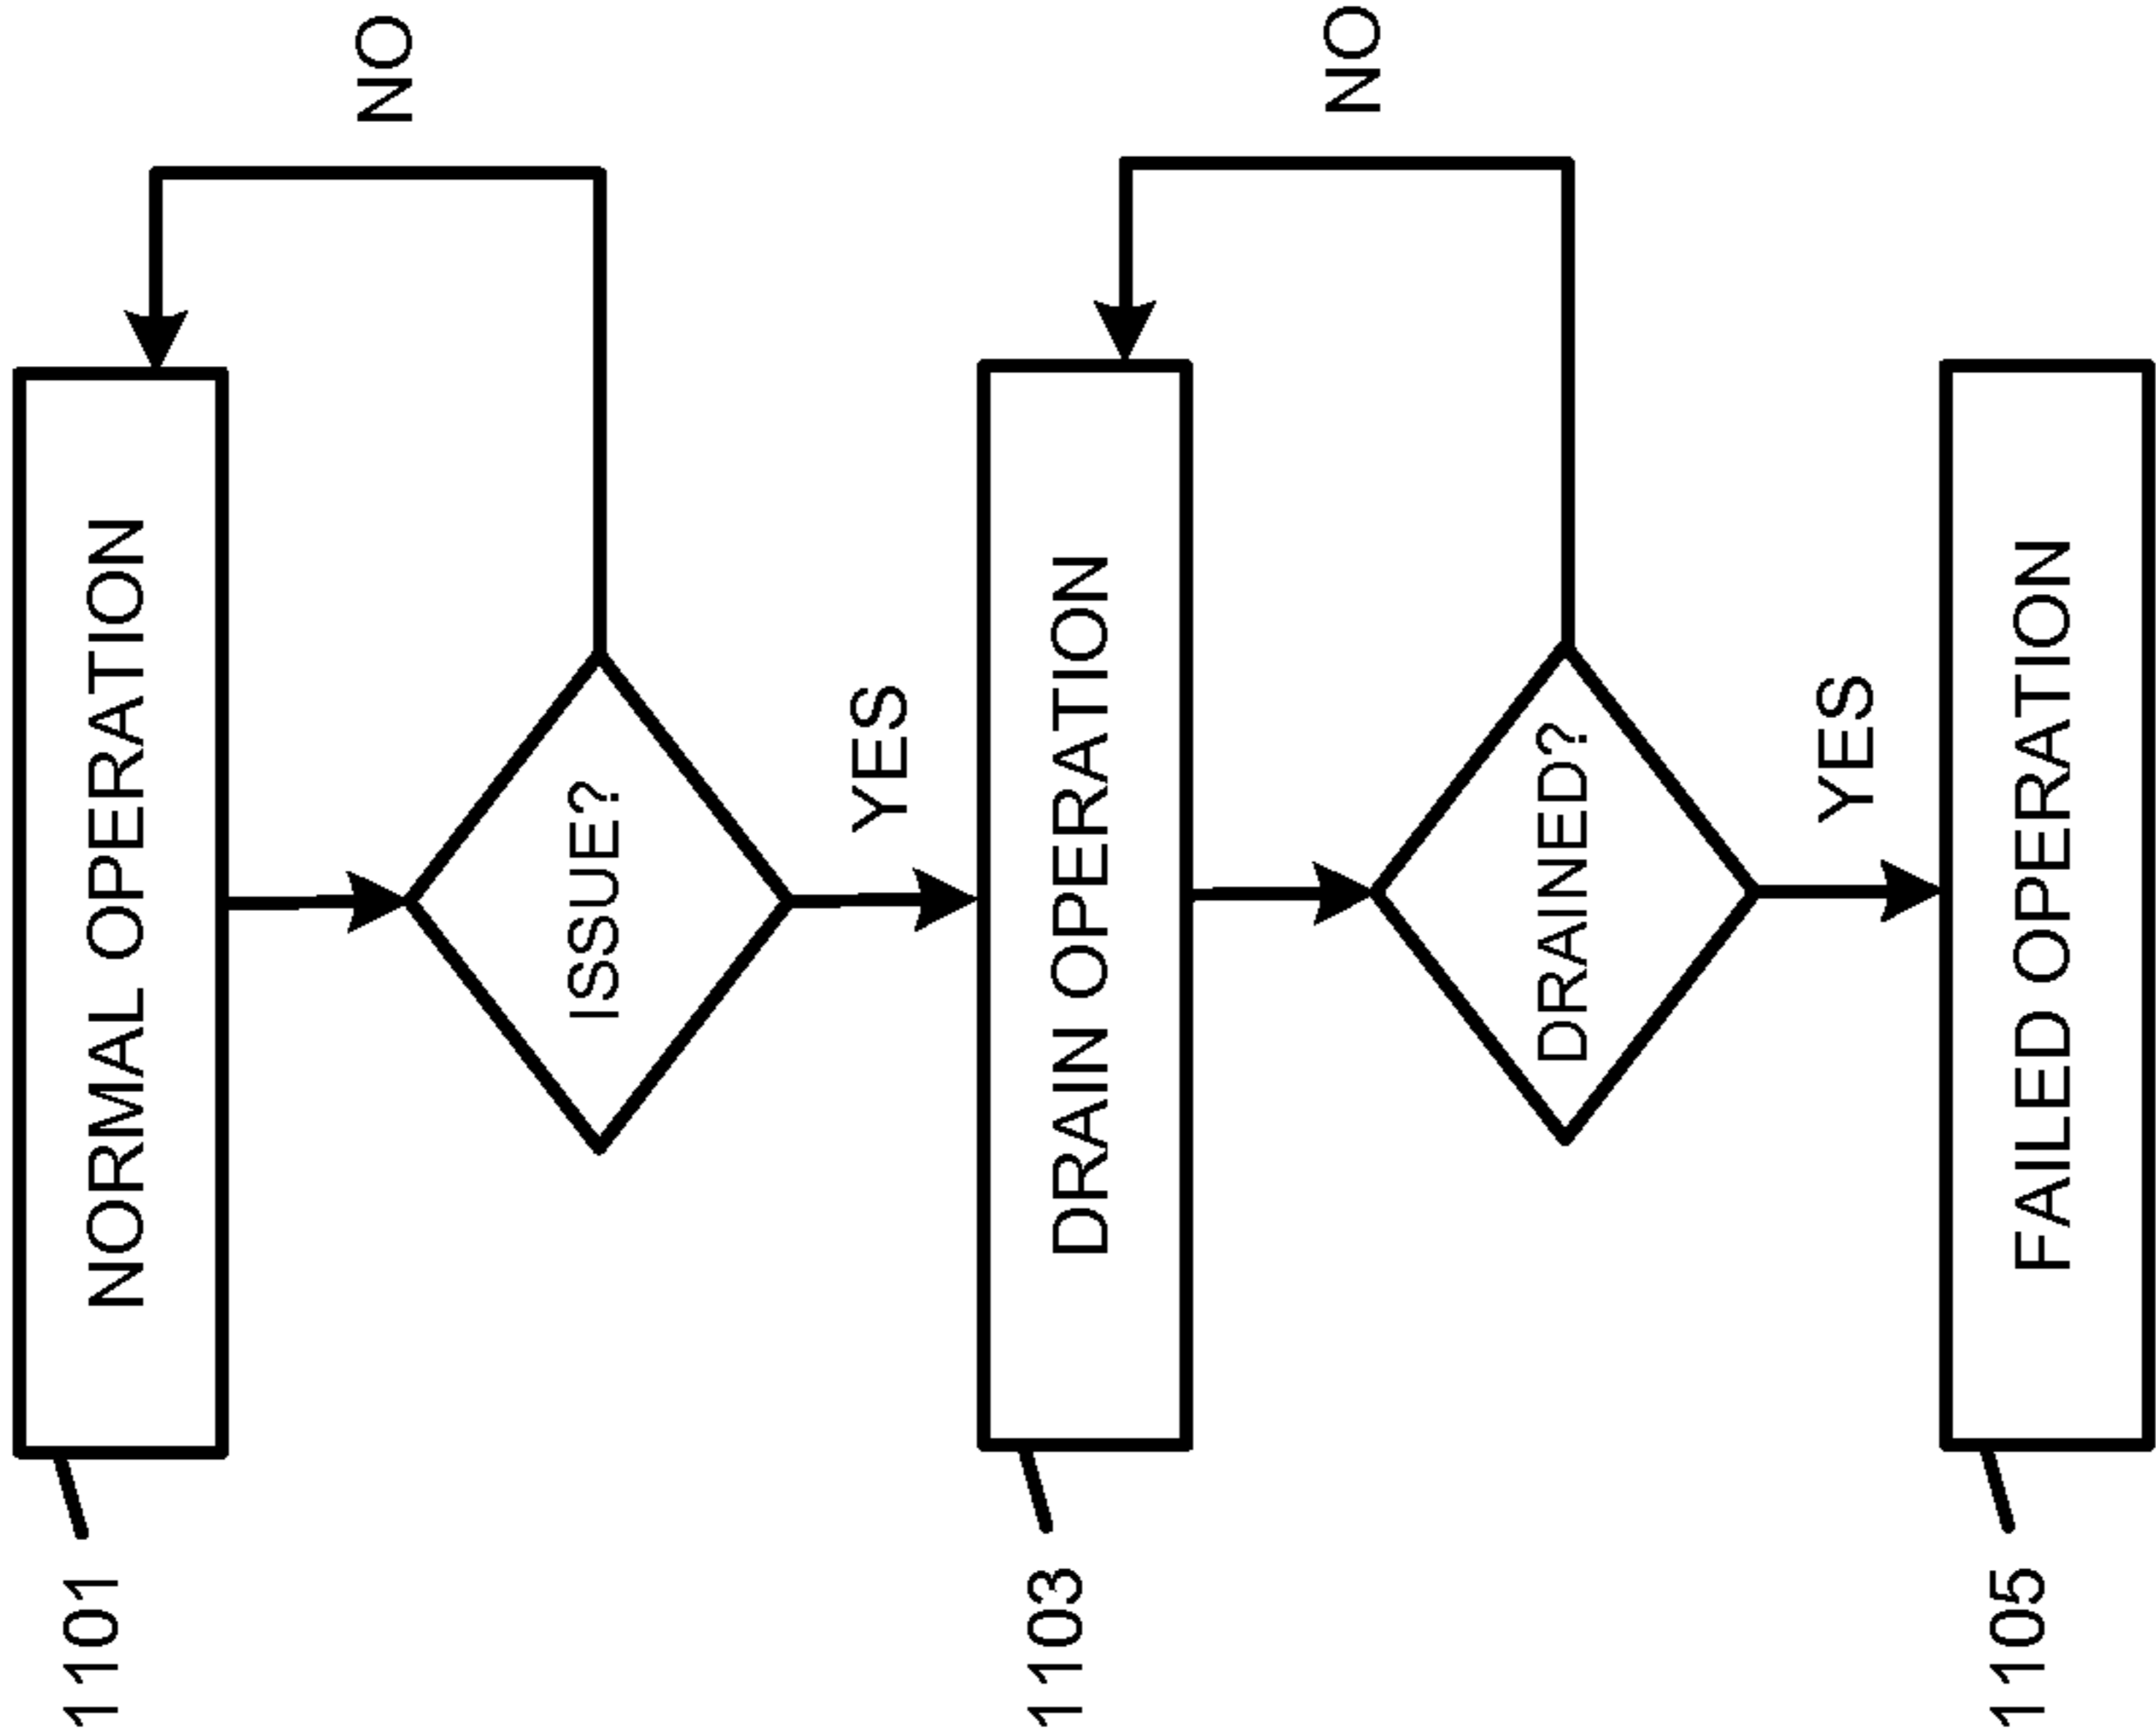 1101
NORMAL OPERATION
NO
ISSUE?
YES
1103
DRAIN OPERATION
NO
DRAINED?
YES
1105
FAILED OPERATION